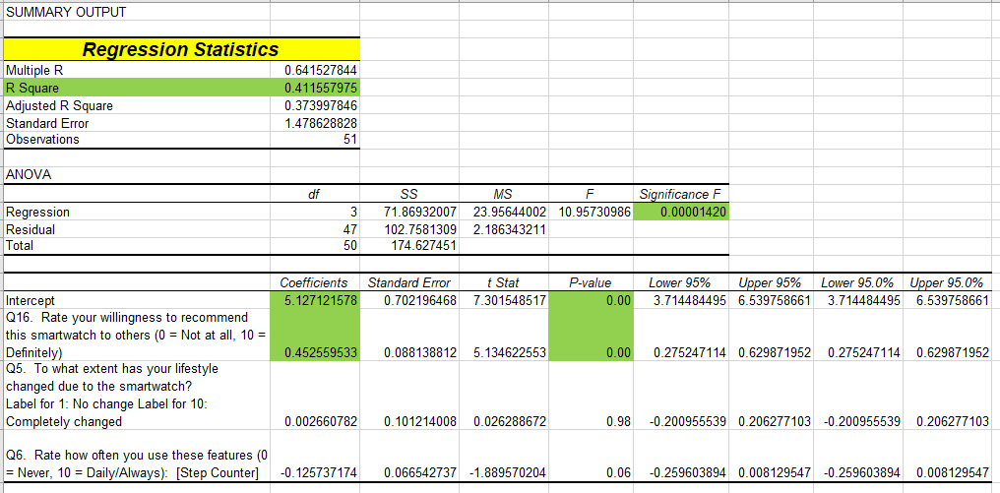 SUMMARY OUTPUT
Regression Statistics
Multiple R 0.641527844
R Square 0.411557975
Adjusted R Square 0.373997846
Standard Error 1.478628828
Observations 51
ANOVA
df SS MS F Significance F
Regression 3 71.86932007 23.95644002 10.95730986 0.00001420
Residual 47 102.7581309 2.186343211
Total 50 174.627451
Coefficients Standard Error t Stat P-value Lower 95% Upper 95% Lower 95.0% Upper 95.0%
Intercept 5.127121578 0.702196468 7.301548517 0.00 3.714484495 6.539758661 3.714484495 6.539758661
Q16. Rate your willingness to recommend
this smartwatch to others (0 = Not at all, 10 =
Definitely) 0.452559533 0.088138812 5.134622553 0.00 0.275247114 0.629871952 0.275247114 0.629871952
Q5. To what extent has your lifestyle
changed due to the smartwatch?
Label for 1: No change Label for 10:
Completely changed 0.002660782 0.101214008 0.026288672 0.98 -0.200955539 0.206277103 -0.200955539 0.206277103
Q6. Rate how often you use these features (0
= Never, 10 = Daily/Always): [Step Counter] -0.125737174 0.066542737 -1.889570204 0.06 -0.259603894 0.008129547 -0.259603894 0.008129547